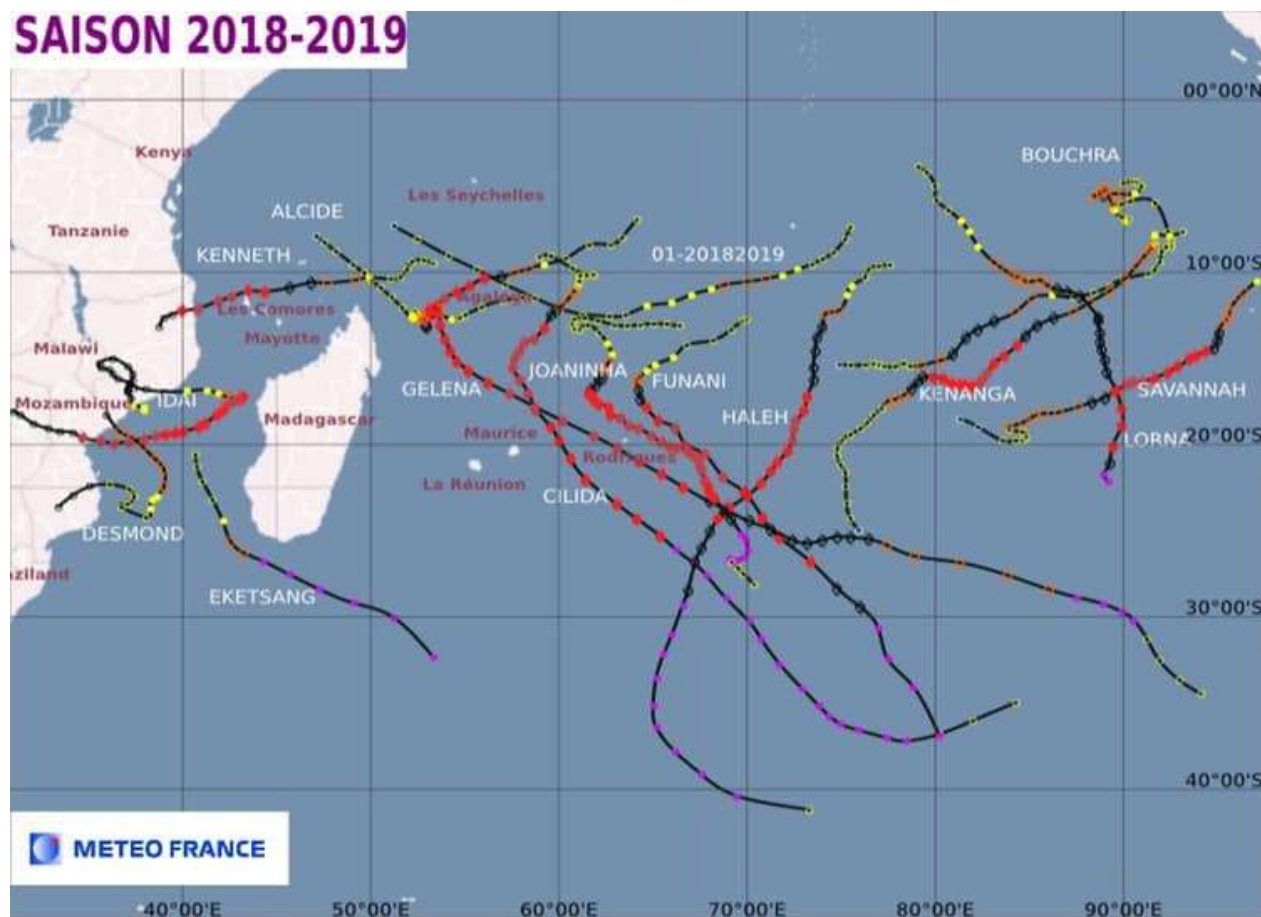 SAISON 2018-2019
00°00'N
Kenya
BOUCHRA
Les Seychelles
ALCIDE
Tanzanie
KENNETH
01-20182019
10°00'S
Agalega
Les Comores
Mayotte
Malawi
JOANINHA
FUNANI
GELENA
KENANGA
SAVANNAH
Mozambique
IDAI
Madagascar
HALEH
Maurice
LORNA
20°00'S
Rodrigues
La Réunion
CILIDA
DESMOND
aziland
EKETSANG
30°00'S
40°00'S
METEO FRANCE
40°00'E
50°00'E
60°00'E
70°00'E
80°00'E
90°00'E